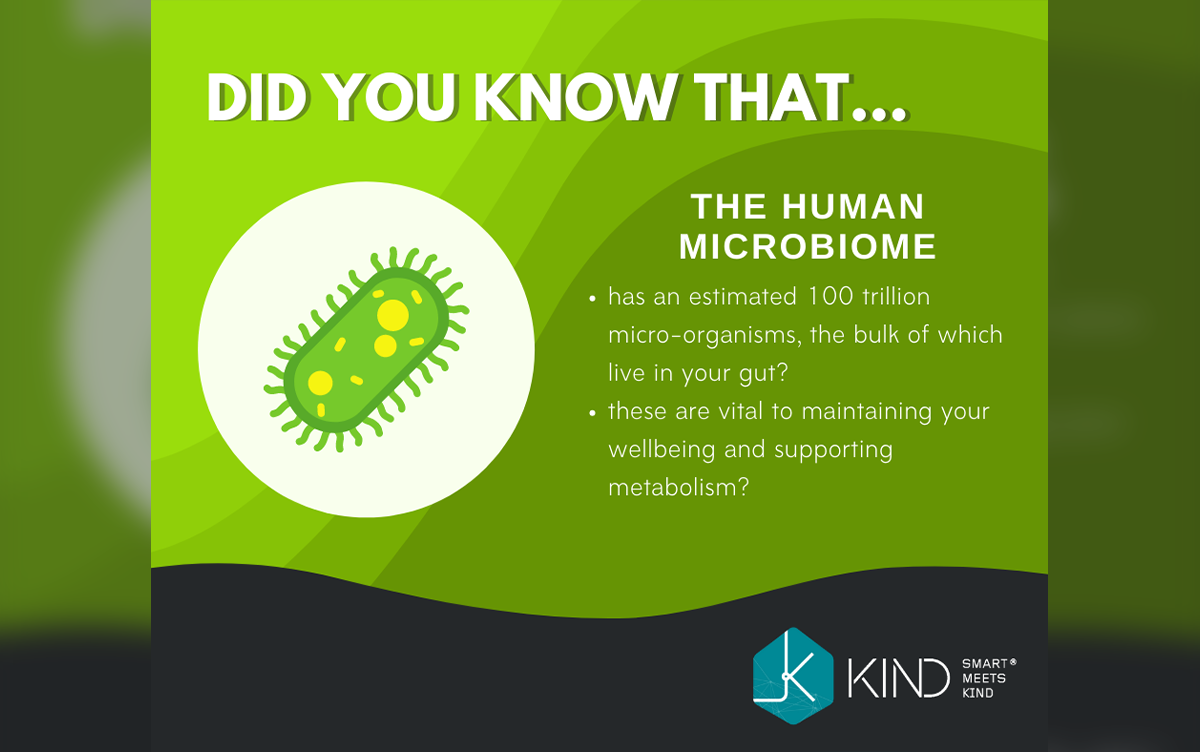 DID YOU KNOW THAT...
THE HUMAN
MICROBIOME
• has an estimated 100 trillion
micro-organisms, the bulk of which
live in your gut?
• these are vital to maintaining your
wellbeing and supporting
metabolism?
KIND
SMART®
MEETS
KIND